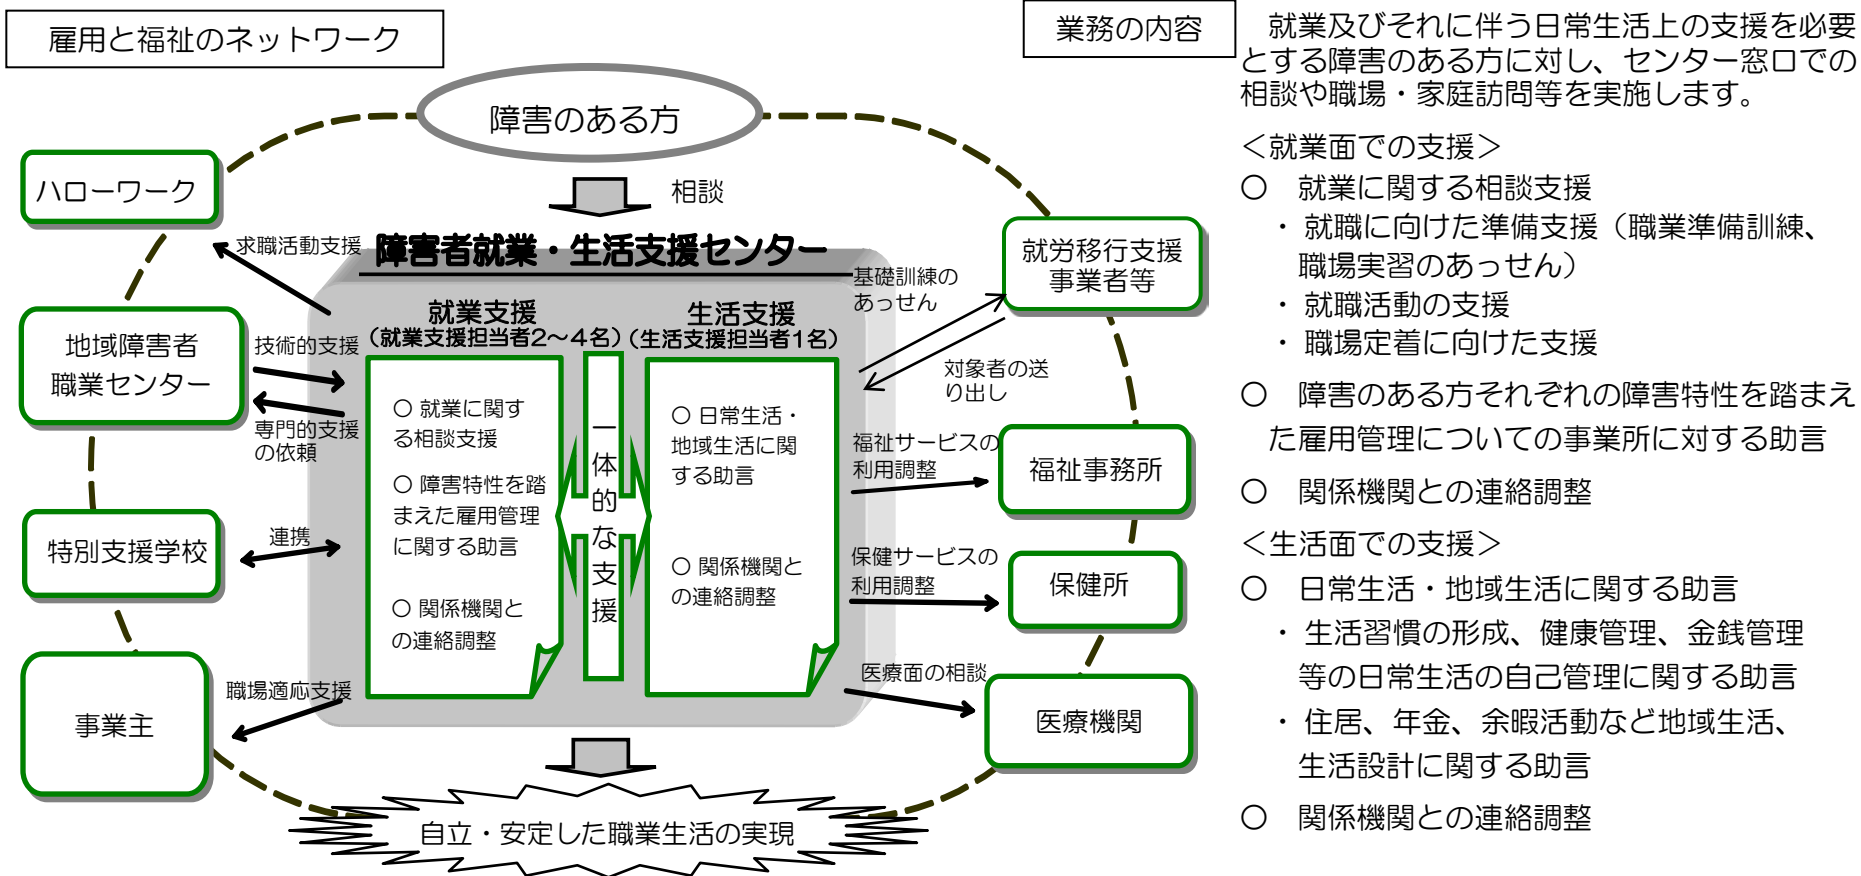 雇用と福祉のネットワーク
障害のある方
相談
ハローワーク
求職活動支援
地域障害者
職業センター
技術的支援
専門的支援
の依頼
特別支援学校
連携
事業主
職場適応支援
障害者就業・生活支援センター
就業支援
（就業支援担当者2～4名）
○ 就業に関す
る相談支援
○ 障害特性を踏
まえた雇用管理
に関する助言
○ 関係機関と
の連絡調整
一体的な支援
生活支援
（生活支援担当者1名）
○ 日常生活・
地域生活に関
する助言
○ 関係機関と
の連絡調整
基礎訓練の
あっせん
就労移行支援
事業者等
対象者の送
り出し
福祉サービスの
利用調整
福祉事務所
保健サービスの
利用調整
保健所
医療面の相談
医療機関
自立・安定した職業生活の実現
業務の内容
就業及びそれに伴う日常生活上の支援を必要
とする障害のある方に対し、センター窓口での
相談や職場・家庭訪問等を実施します。
＜就業面での支援＞
○　就業に関する相談支援
・ 就職に向けた準備支援（職業準備訓練、
職場実習のあっせん）
・ 就職活動の支援
・ 職場定着に向けた支援
○　障害のある方それぞれの障害特性を踏まえ
た雇用管理についての事業所に対する助言
○　関係機関との連絡調整
＜生活面での支援＞
○　日常生活・地域生活に関する助言
・ 生活習慣の形成、健康管理、金銭管理
等の日常生活の自己管理に関する助言
・ 住居、年金、余暇活動など地域生活、
生活設計に関する助言
○　関係機関との連絡調整